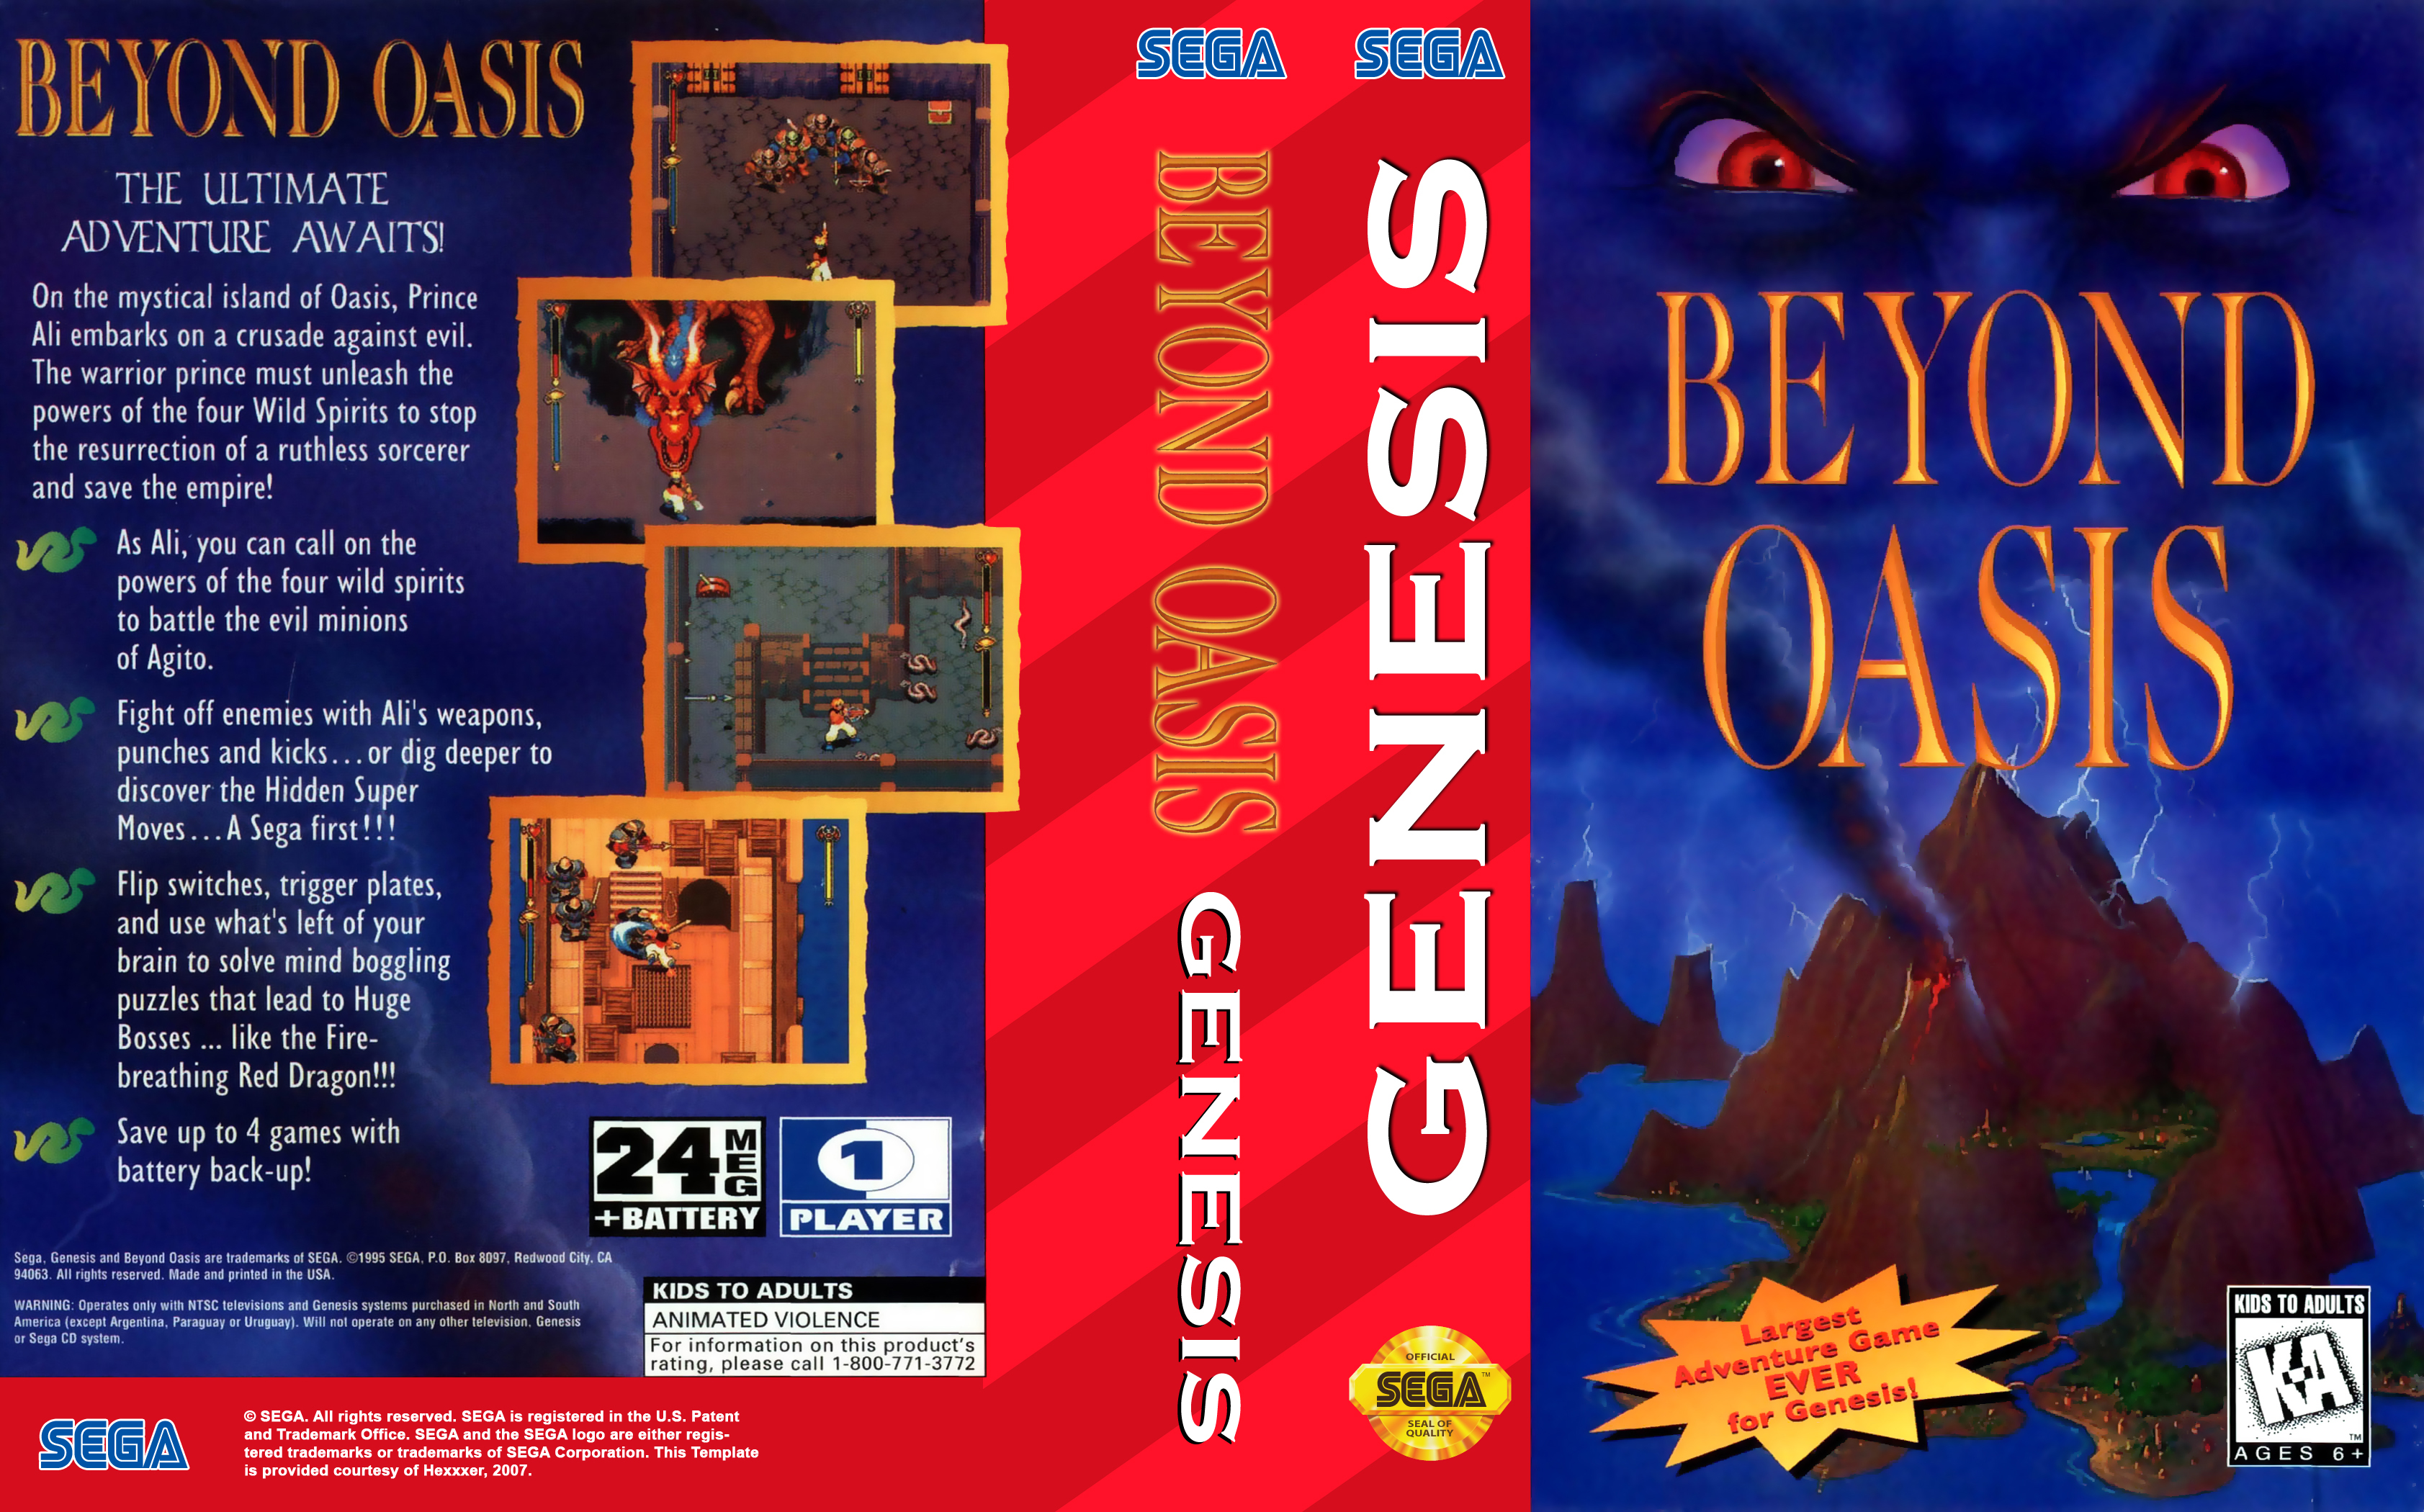 BEYOND OASIS
THE ULTIMATE
ADVENTURE AWAITS!
On the mystical island of Oasis, Prince
Ali embarks on a crusade against evil.
The warrior prince must unleash the
powers of the four Wild Spirits to stop
the resurrection of a ruthless sorcerer
and save the empire!
As Ali, you can call on the
powers of the four wild spirits
to battle the evil minions
of Agito.
Fight off enemies with Ali's weapons,
punches and kicks...or dig deeper to
discover the Hidden Super
Moves...A Sega first!!!
Flip switches, trigger plates,
and use what's left of your
brain to solve mind boggling
puzzles that lead to Huge
Bosses ... like the Fire-
breathing Red Dragon!!!
Save up to 4 games with
battery back-up!
24 MEG
+BATTERY
1
PLAYER
Sega, Genesis and Beyond Oasis are trademarks of SEGA. ©1995 SEGA, P.O. Box 8097, Redwood City, CA
94063. All rights reserved. Made and printed in the USA.
WARNING: Operates only with NTSC televisions and Genesis systems purchased in North and South
America (except Argentina, Paraguay or Uruguay). Will not operate on any other television, Genesis
or Sega CD system.
KIDS TO ADULTS
ANIMATED VIOLENCE
For information on this product's
rating, please call 1-800-771-3772
SEGA
© SEGA. All rights reserved. SEGA is registered in the U.S. Patent
and Trademark Office. SEGA and the SEGA logo are either regis-
tered trademarks or trademarks of SEGA Corporation. This Template
is provided courtesy of Hexxxer, 2007.
SEGA
BEYOND OASIS
GENESIS
SEGA
GENESIS
OFFICIAL
SEGA™
SEAL OF
QUALITY
BEYOND
OASIS
Largest
Adventure Game
EVER
for Genesis!
KIDS TO ADULTS
K-A
™
AGES 6+